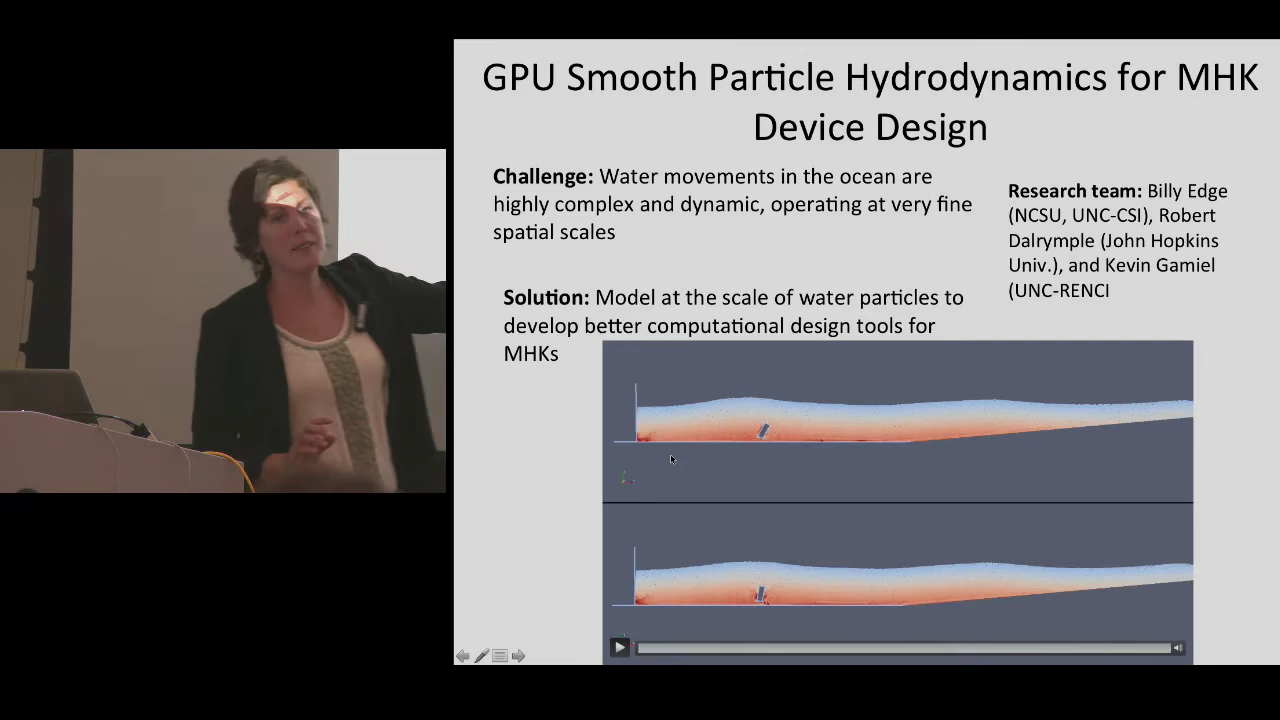 GPU Smooth Particle Hydrodynamics for MHK
Device Design
Challenge: Water movements in the ocean are
highly complex and dynamic, operating at very fine
spatial scales
Research team: Billy Edge
(NCSU, UNC-CSI), Robert
Dalrymple (John Hopkins
Univ.), and Kevin Gamiel
(UNC-RENCI
Solution: Model at the scale of water particles to
develop better computational design tools for
MHKs